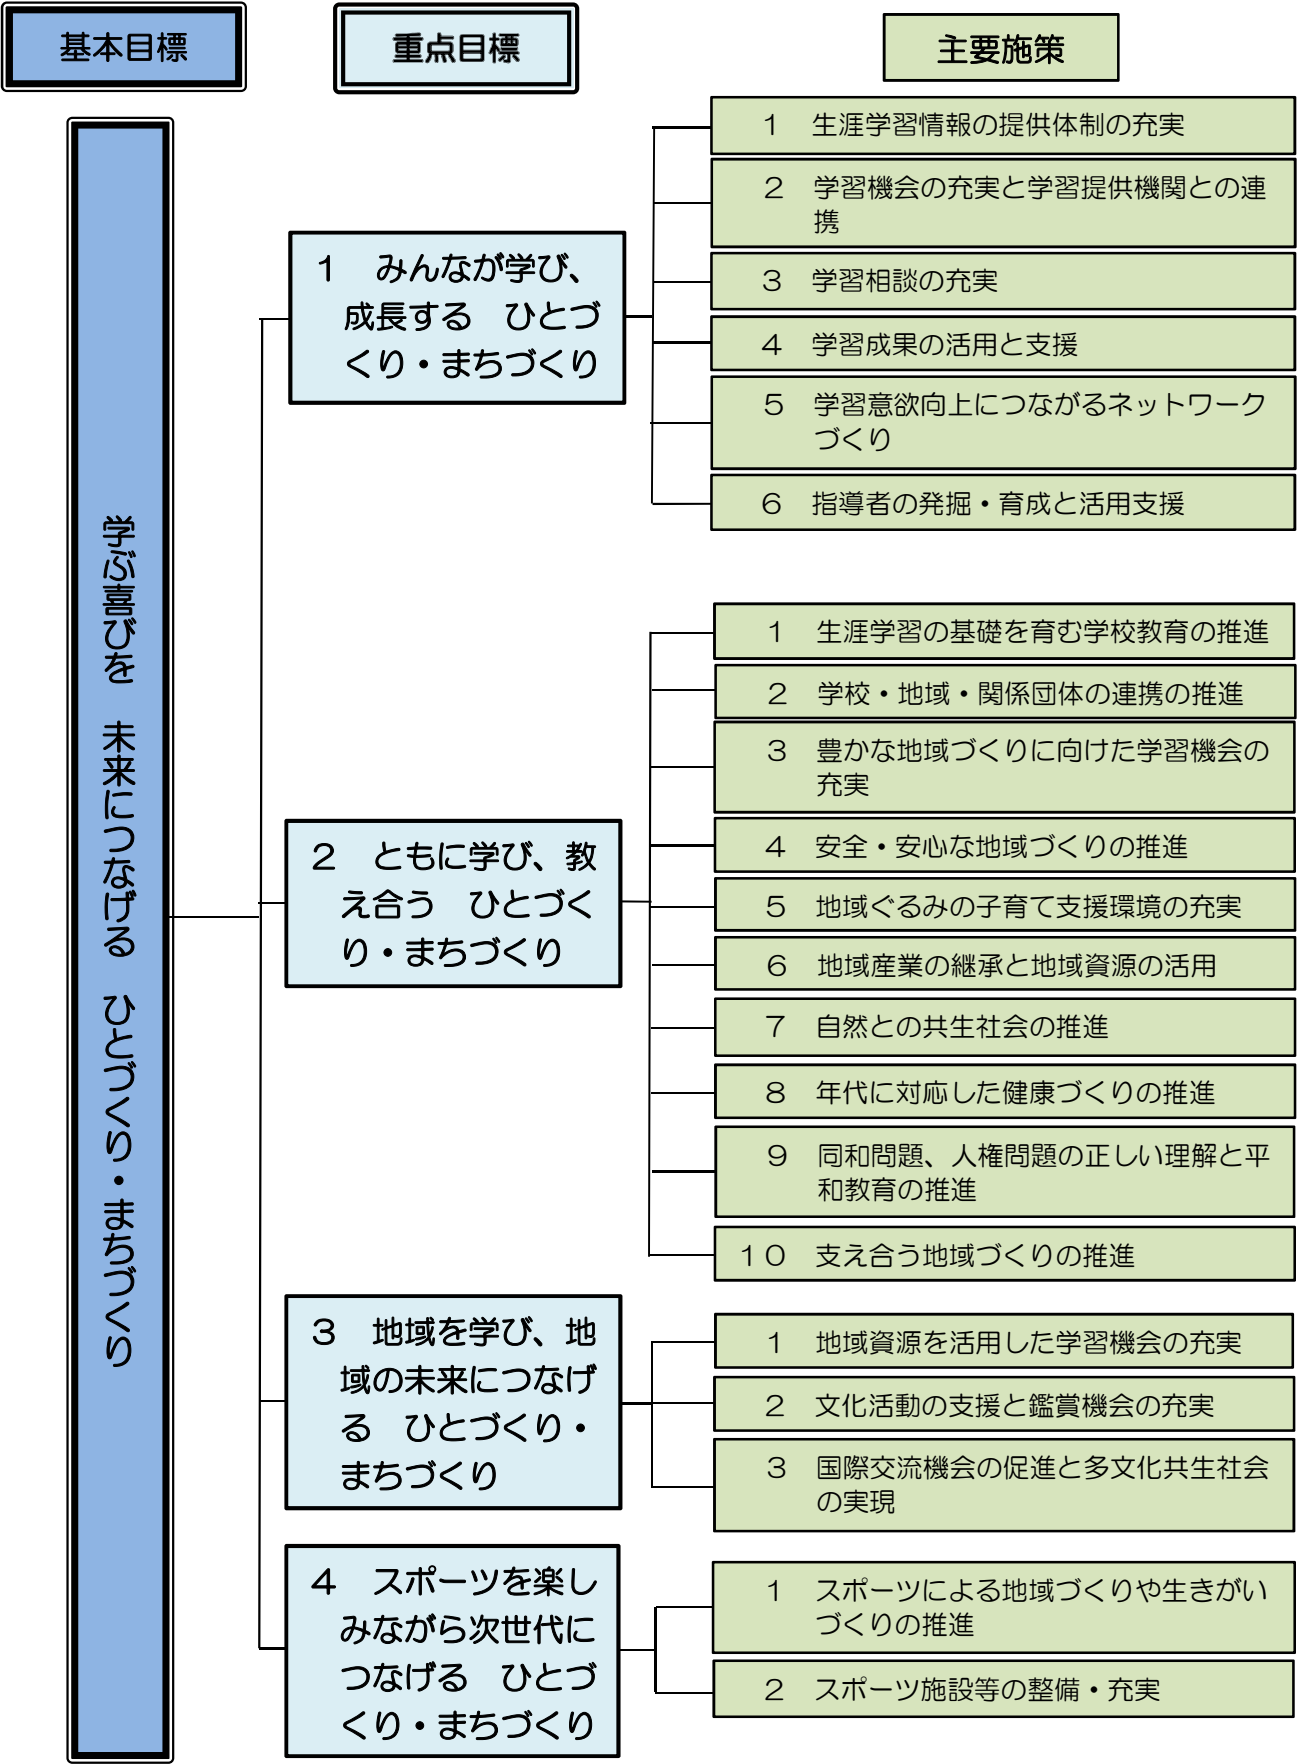 基本目標
重点目標
主要施策
学ぶ喜びを　未来につなげる　ひとづくり・まちづくり
１　みんなが学び、
成長する　ひとづ
くり・まちづくり
１　生涯学習情報の提供体制の充実
２　学習機会の充実と学習提供機関との連
携
３　学習相談の充実
４　学習成果の活用と支援
５　学習意欲向上につながるネットワーク
づくり
６　指導者の発掘・育成と活用支援
２　ともに学び、教
え合う　ひとづく
り・まちづくり
１　生涯学習の基礎を育む学校教育の推進
２　学校・地域・関係団体の連携の推進
３　豊かな地域づくりに向けた学習機会の
充実
４　安全・安心な地域づくりの推進
５　地域ぐるみの子育て支援環境の充実
６　地域産業の継承と地域資源の活用
７　自然との共生社会の推進
８　年代に対応した健康づくりの推進
９　同和問題、人権問題の正しい理解と平
和教育の推進
１０　支え合う地域づくりの推進
３　地域を学び、地
域の未来につなげ
る　ひとづくり・
まちづくり
１　地域資源を活用した学習機会の充実
２　文化活動の支援と鑑賞機会の充実
３　国際交流機会の促進と多文化共生社会
の実現
４　スポーツを楽し
みながら次世代に
つなげる　ひとづ
くり・まちづくり
１　スポーツによる地域づくりや生きがい
づくりの推進
２　スポーツ施設等の整備・充実